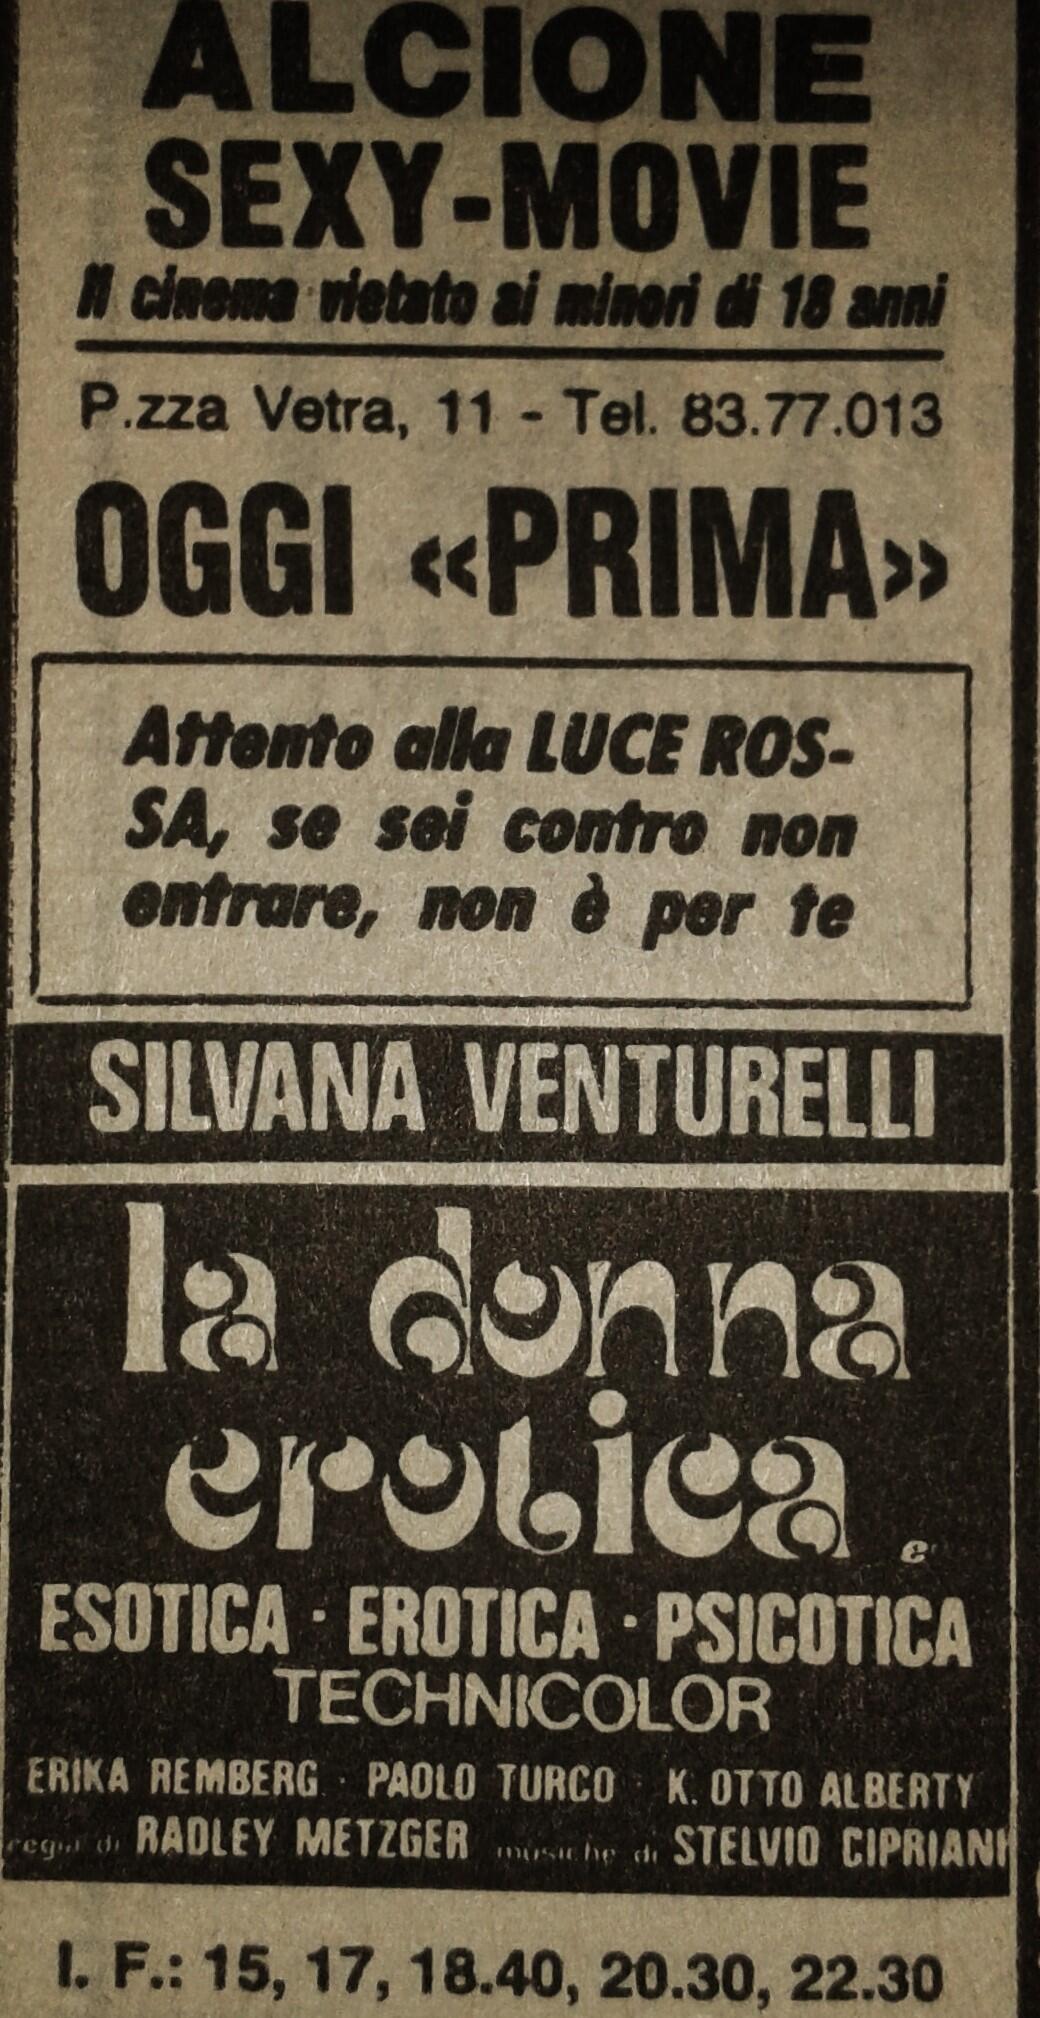 ALCIONE
SEXY-MOVIE
Il cinema vietato ai minori di 18 anni
P.zza Vetra, 11 - Tel. 83.77.013
OGGI «PRIMA»
Attento alla LUCE ROS-
SA, se sei contro non
entrare, non è per te
SILVANA VENTURELLI
la donna
erotica
e'
ESOTICA · EROTICA · PSICOTICA
TECHNICOLOR
ERIKA REMBERG · PAOLO TURCO · K. OTTO ALBERTY
regia di RADLEY METZGER musiche di STELVIO CIPRIANI
I. F.: 15, 17, 18.40, 20.30, 22.30